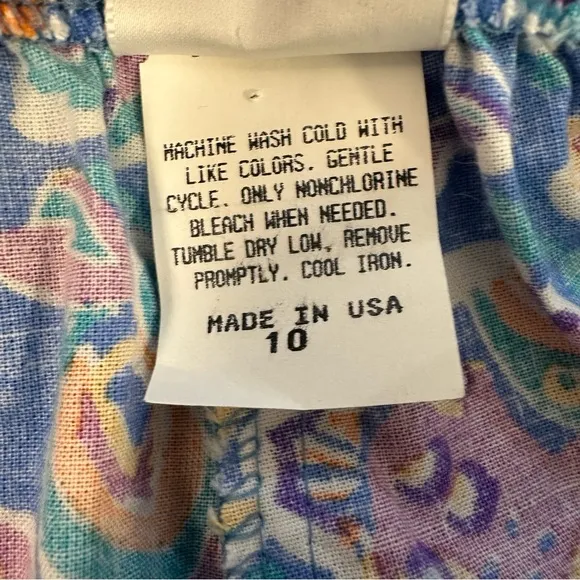 MACHINE WASH COLD WITH
LIKE COLORS. GENTLE
CYCLE. ONLY NONCHLORINE
BLEACH WHEN NEEDED.
TUMBLE DRY LOW. REMOVE
PROMPTLY. COOL IRON.
MADE IN USA
10